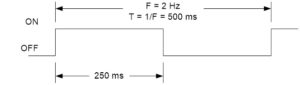 F = 2 Hz
T = 1/F = 500 ms
ON
OFF
250 ms